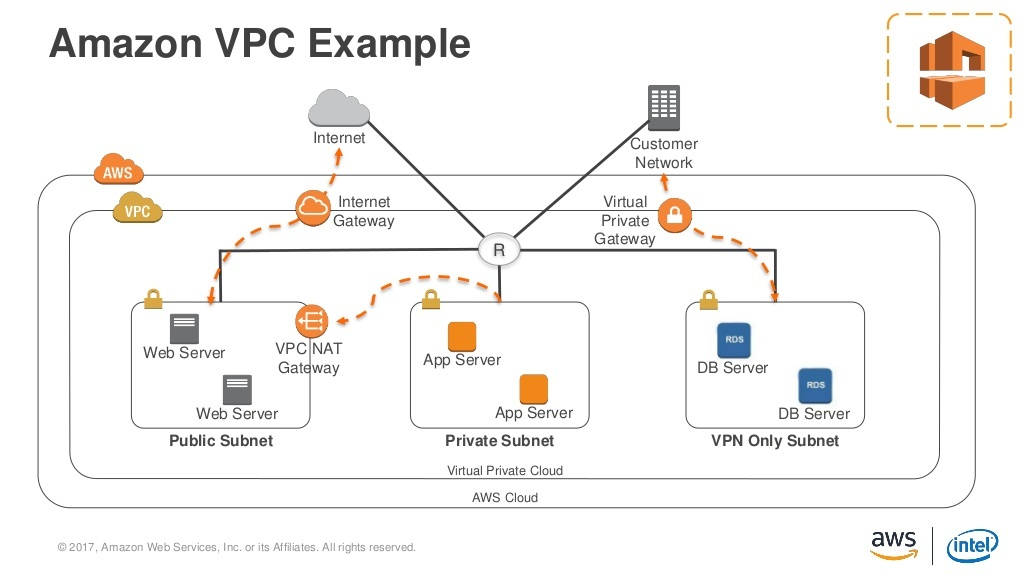 Amazon VPC Example
Internet
Customer
Network
AWS
VPC
Internet
Gateway
Virtual
Private
Gateway
R
Web Server
VPC NAT
Gateway
Web Server
Public Subnet
App Server
App Server
Private Subnet
RDS
DB Server
RDS
DB Server
VPN Only Subnet
Virtual Private Cloud
AWS Cloud
© 2017, Amazon Web Services, Inc. or its Affiliates. All rights reserved.
aws
intel